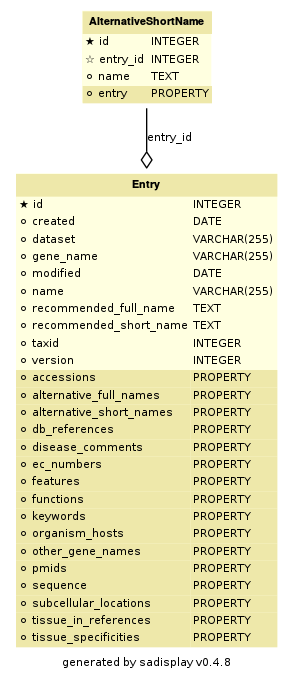 AlternativeShortName
★ id INTEGER
☆ entry_id INTEGER
name TEXT
entry PROPERTY
entry_id
Entry
★ id INTEGER
created DATE
dataset VARCHAR(255)
gene_name VARCHAR(255)
modified DATE
name VARCHAR(255)
recommended_full_name TEXT
recommended_short_name TEXT
taxid INTEGER
version INTEGER
accessions PROPERTY
alternative_full_names PROPERTY
alternative_short_names PROPERTY
db_references PROPERTY
disease_comments PROPERTY
ec_numbers PROPERTY
features PROPERTY
functions PROPERTY
keywords PROPERTY
organism_hosts PROPERTY
other_gene_names PROPERTY
pmids PROPERTY
sequence PROPERTY
subcellular_locations PROPERTY
tissue_in_references PROPERTY
tissue_specificities PROPERTY
generated by sadisplay v0.4.8